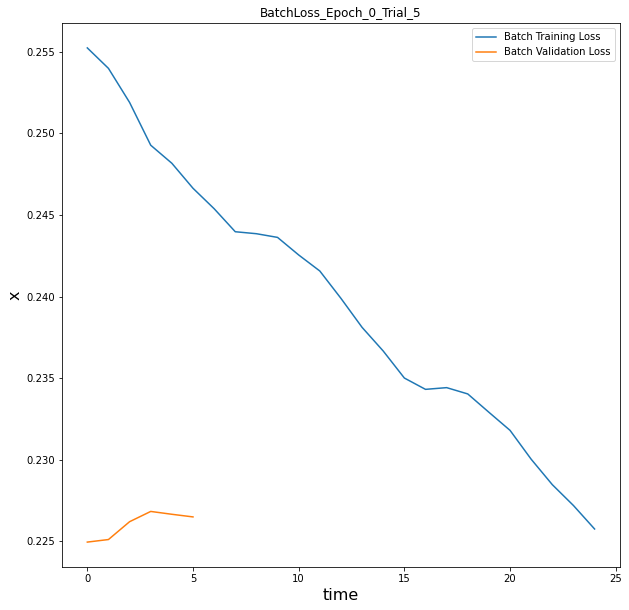 BatchLoss_Epoch_0_Trial_5
Batch Training Loss
Batch Validation Loss
0.255
0.250
0.245
0.240
0.235
0.230
0.225
x
0
5
10
15
20
25
time